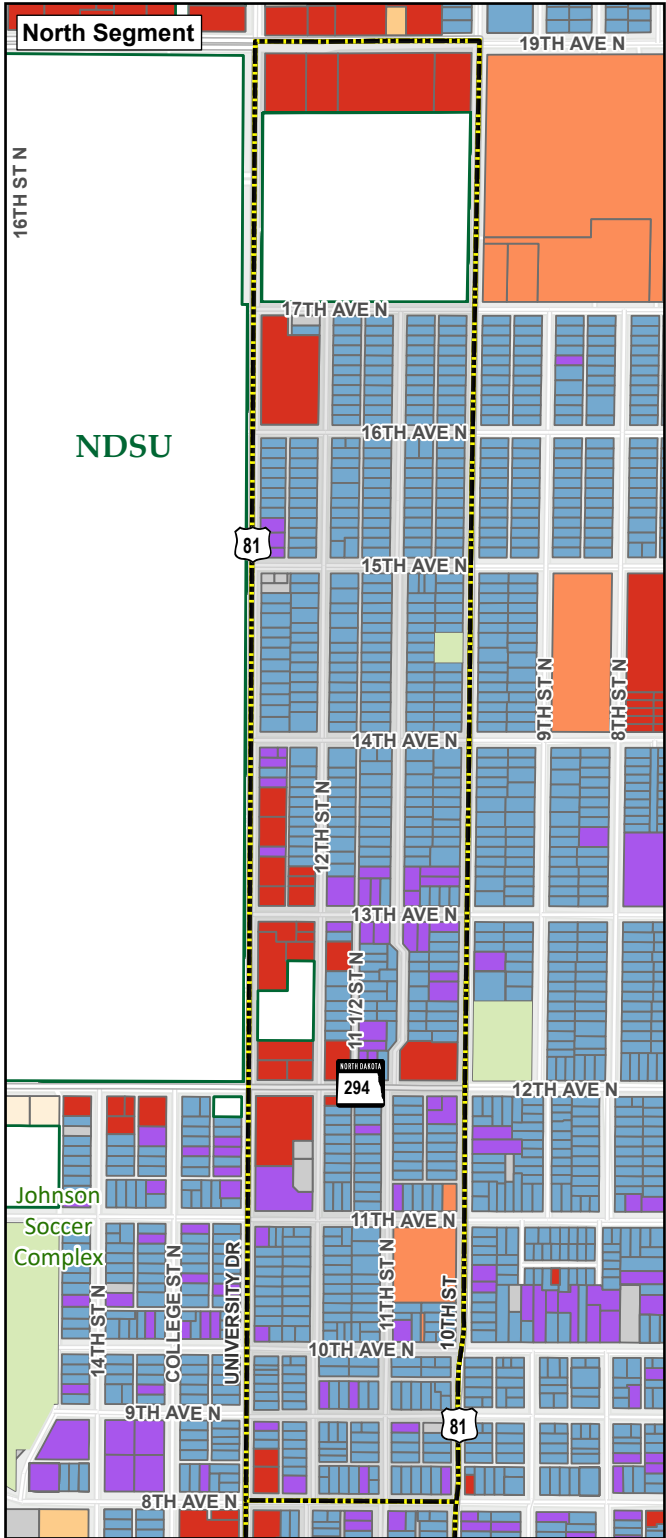 North Segment
19TH AVE N
16TH ST N
17TH AVE N
NDSU
16TH AVE N
81
15TH AVE N
9TH ST N
8TH ST N
14TH AVE N
12TH ST N
13TH AVE N
11 1/2 ST N
NORTH DAKOTA
294
12TH AVE N
Johnson
Soccer
Complex
11TH AVE N
14TH ST N
COLLEGE ST N
UNIVERSITY DR
11TH ST N
10TH ST
10TH AVE N
9TH AVE N
81
8TH AVE N